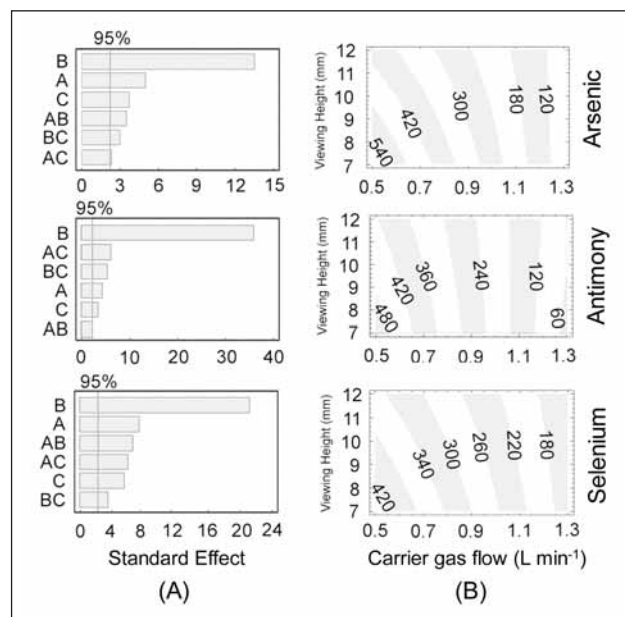 95%
B
A
C
AB
BC
AC
0 3 6 9 12 15
Viewing Height (mm)
12
11
10
9
8
7
540
420
300
180
120
0.5 0.7 0.9 1.1 1.3
Arsenic
95%
B
AC
BC
A
C
AB
0 10 20 30 40
Viewing Height (mm)
12
11
10
9
8
7
480
420
360
240
120
60
0.5 0.7 0.9 1.1 1.3
Antimony
95%
B
A
AB
AC
C
BC
0 4 8 12 16 20 24
Standard Effect
(A)
Viewing Height (mm)
12
11
10
9
8
7
420
340
300
260
220
180
0.5 0.7 0.9 1.1 1.3
Carrier gas flow (L min⁻¹)
(B)
Selenium